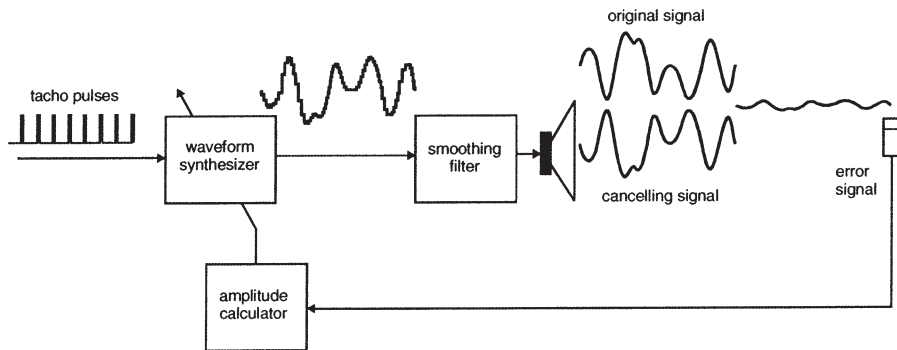 original signal
tacho pulses
waveform
synthesizer
smoothing
filter
cancelling signal
error
signal
amplitude
calculator